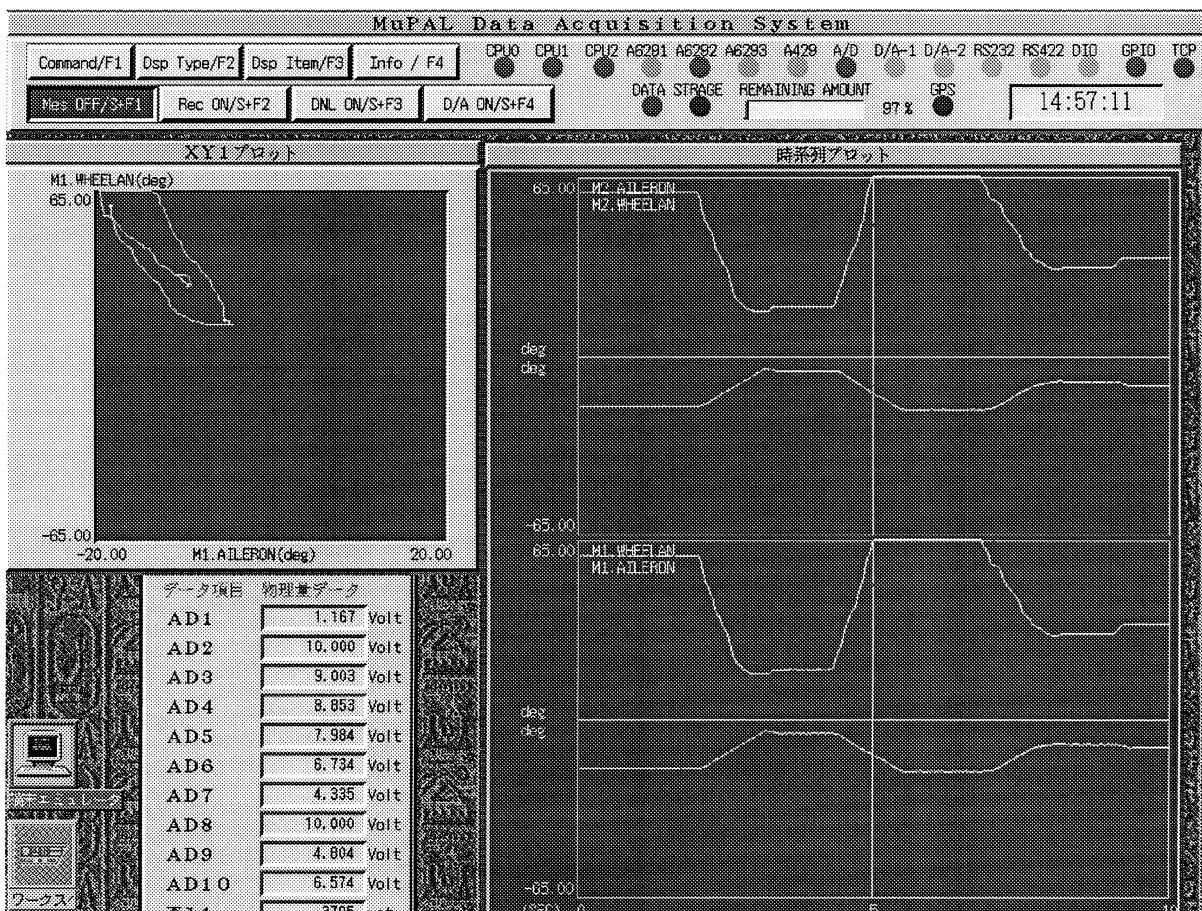 MuPAL Data Acquisition System
Command/F1 Dsp Type/F2 Dsp Item/F3 Info / F4
CPU0 CPU1 CPU2 A6291 A6292 A6293 A429 A/D D/A-1 D/A-2 RS232 RS422 DIO GPIO TCP
Mes OFF/S+F1 Rec ON/S+F2 DNL ON/S+F3 D/A ON/S+F4
DATA STRAGE REMAINING AMOUNT 97 % GPS 14:57:11
XY1プロット
M1.WHEELAN(deg)
65.00
-65.00
-20.00 M1.AILERON(deg) 20.00
時系列プロット
65.00 M2.AILERON
M2.WHEELAN
deg
deg
-65.00
65.00 M1.WHEELAN
M1.AILERON
deg
deg
-65.00
(SEC) 0 5 10
データ項目 物理量データ
AD1 1.167 Volt
AD2 10.000 Volt
AD3 9.003 Volt
AD4 8.853 Volt
AD5 7.984 Volt
AD6 6.734 Volt
AD7 4.335 Volt
AD8 10.000 Volt
AD9 4.804 Volt
AD10 6.574 Volt
ワークス